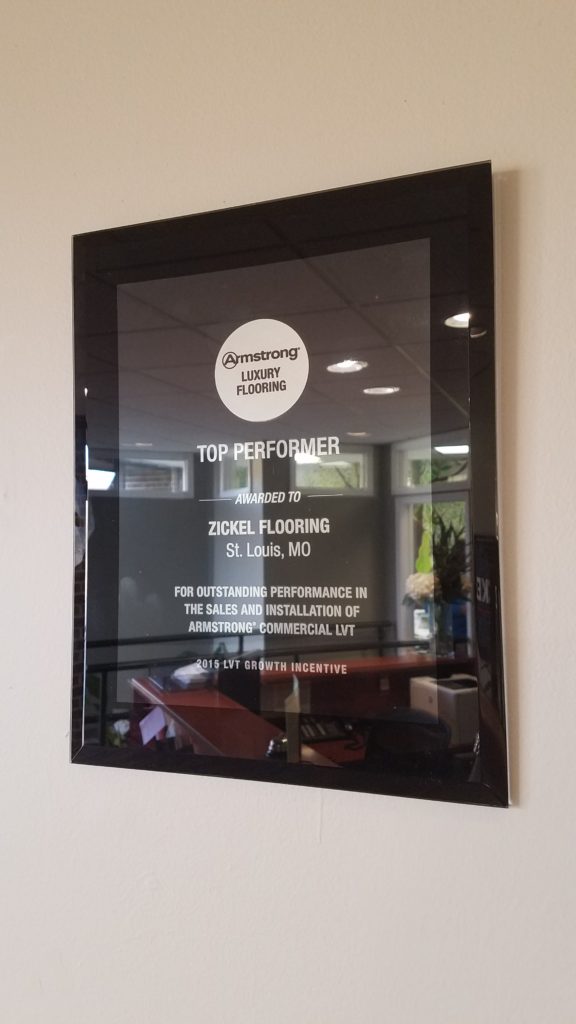 Armstrong®
LUXURY
FLOORING
TOP PERFORMER
AWARDED TO
ZICKEL FLOORING
St. Louis, MO
FOR OUTSTANDING PERFORMANCE IN
THE SALES AND INSTALLATION OF
ARMSTRONG® COMMERCIAL LVT
2015 LVT GROWTH INCENTIVE